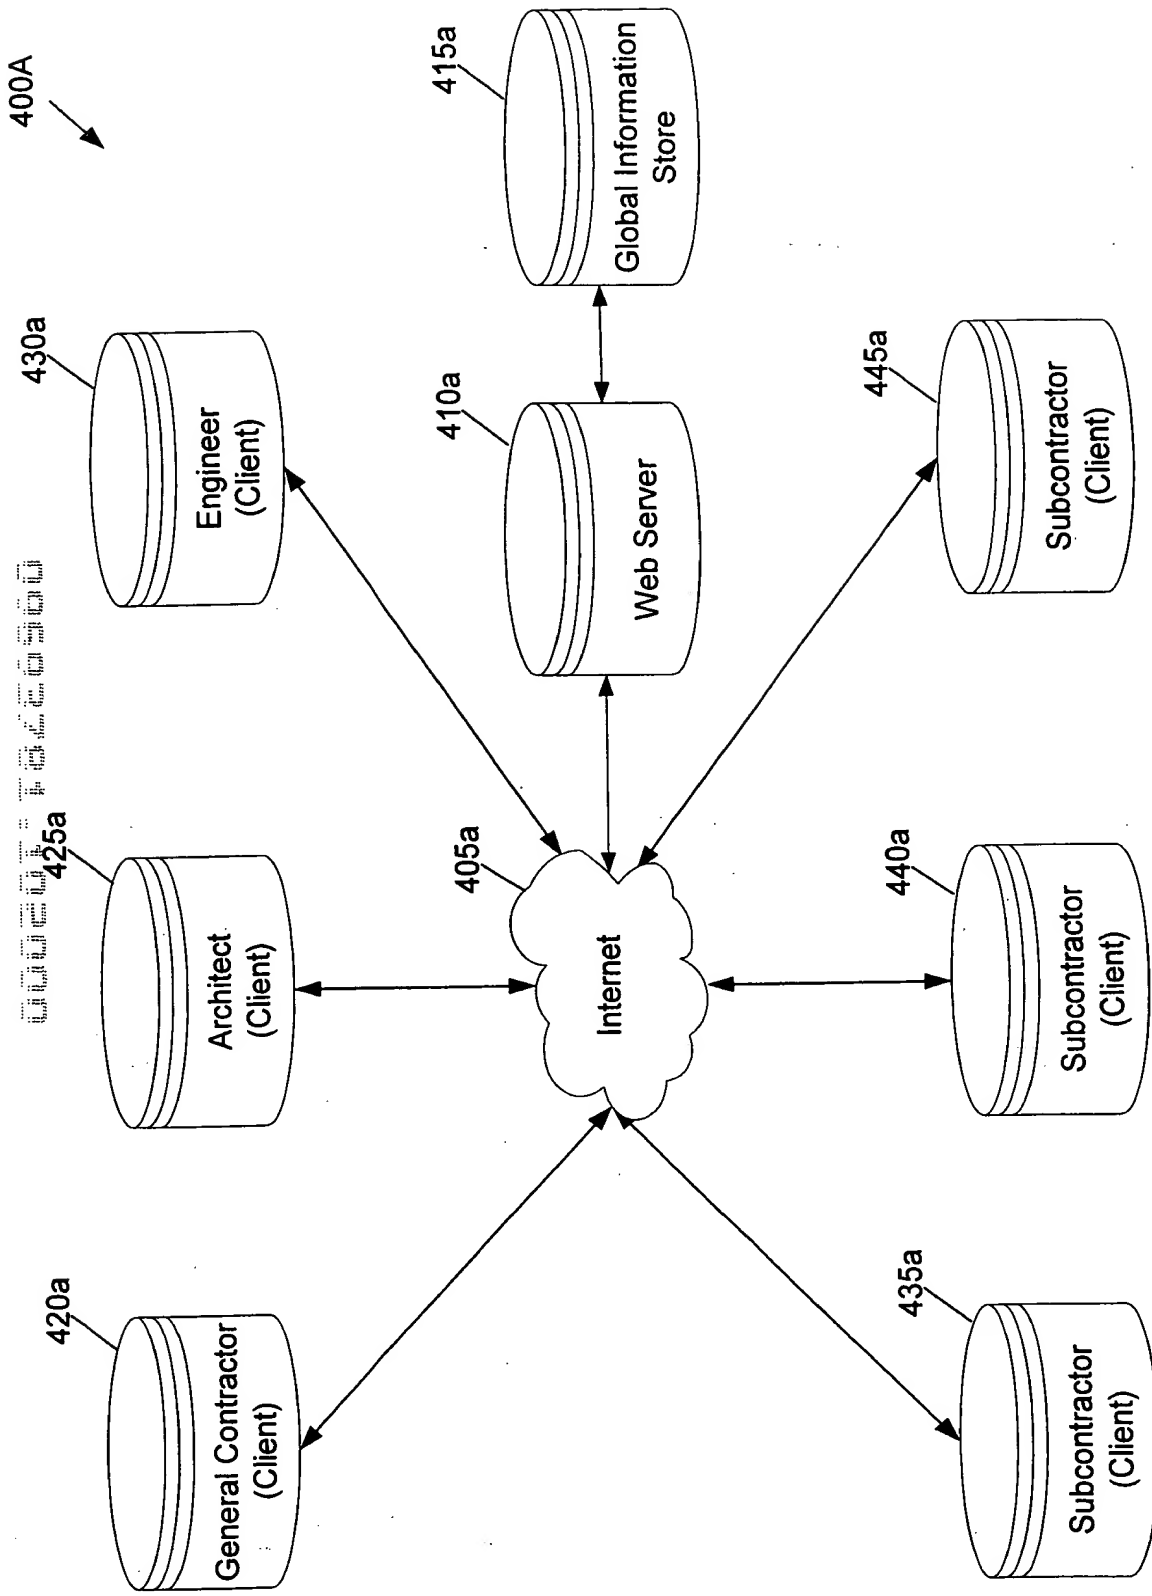 400A
420a
General Contractor
(Client)
425a
Architect
(Client)
430a
Engineer
(Client)
405a
Internet
410a
Web Server
415a
Global Information
Store
435a
Subcontractor
(Client)
440a
Subcontractor
(Client)
445a
Subcontractor
(Client)